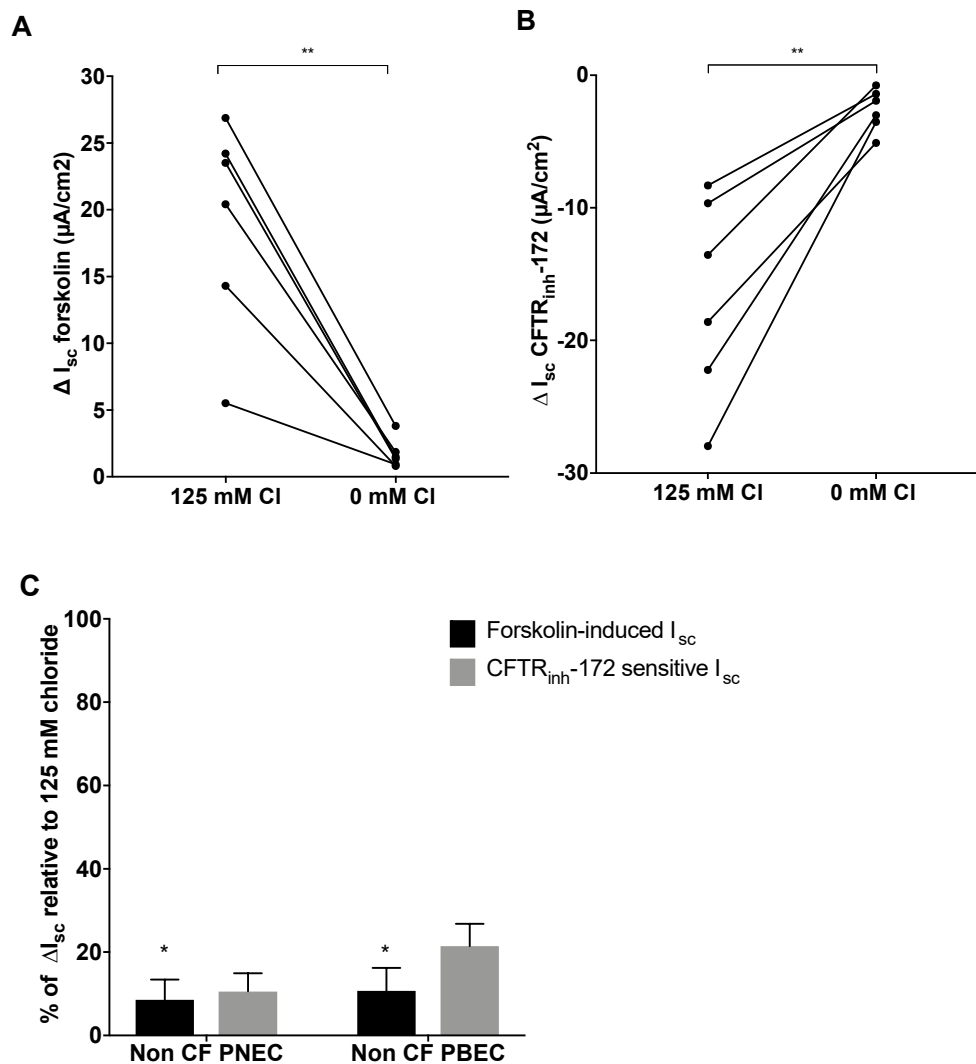 A
**
30
25
20
15
10
5
0
Δ Isc forskolin (µA/cm2)
125 mM Cl
0 mM Cl
B
**
0
-10
-20
-30
Δ Isc CFTRinh-172 (µA/cm²)
125 mM Cl
0 mM Cl
C
100
80
60
40
20
0
% of ΔIsc relative to 125 mM chloride
Forskolin-induced Isc
CFTRinh-172 sensitive Isc
*
*
Non CF PNEC
Non CF PBEC